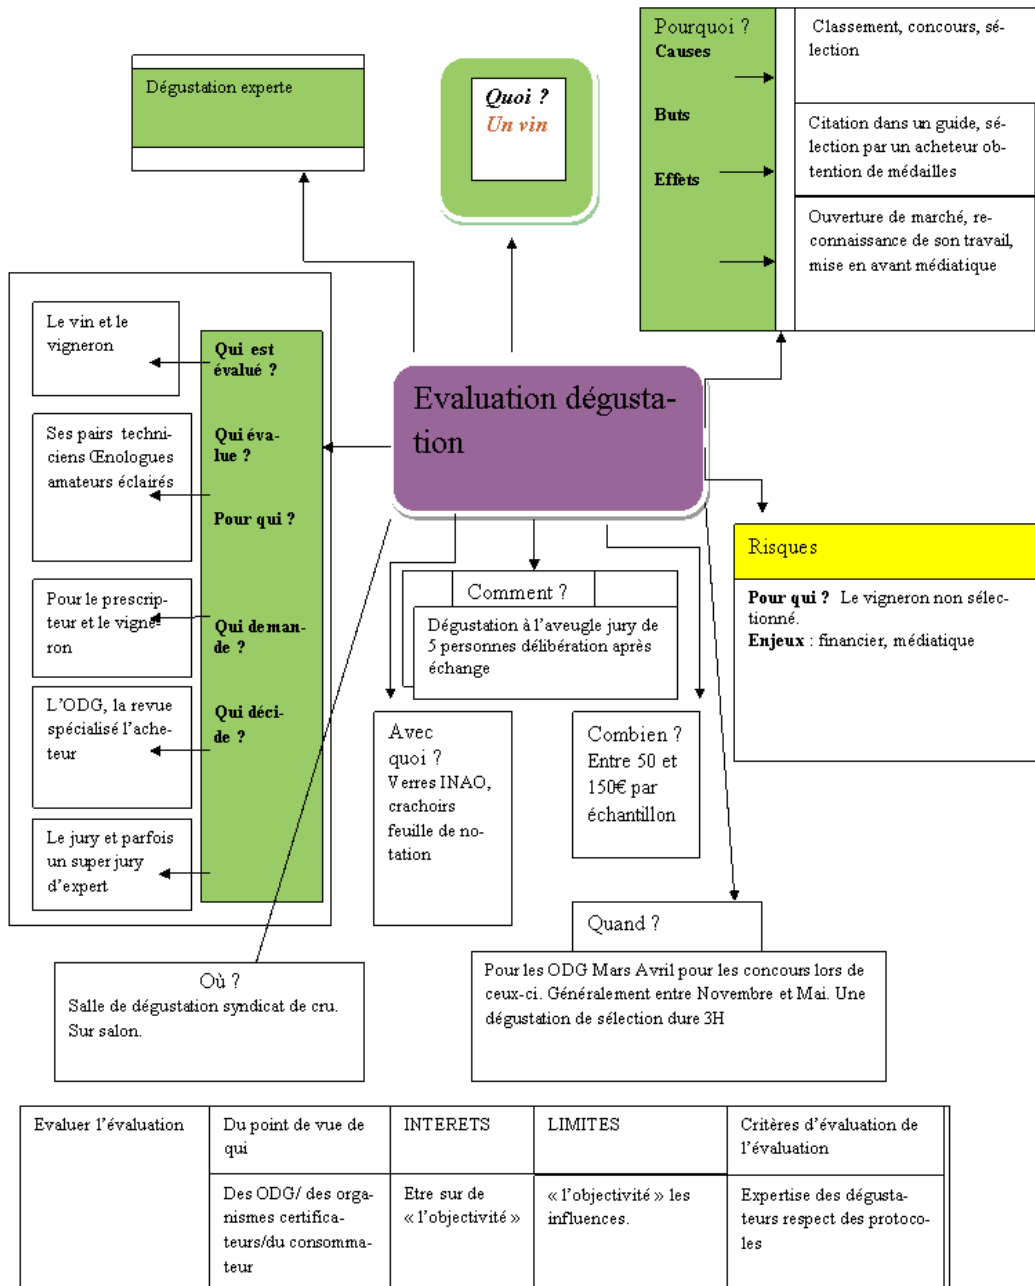 Dégustation experte
Quoi ?
Un vin
Pourquoi ?
Causes
Buts
Effets
Classement, concours, sé-
lection
Citation dans un guide, sé-
lection par un acheteur ob-
tention de médailles
Ouverture de marché, re-
connaissance de son travail,
mise en avant médiatique
Le vin et le
vigneron
Ses pairs techni-
ciens Œnologues
amateurs éclairés
Pour le prescrip-
teur et le vigne-
ron
L'ODG, la revue
spécialisé l'ache-
teur
Le jury et parfois
un super jury
d'expert
Qui est
évalué ?
Qui éva-
lue ?
Pour qui ?
Qui deman-
de ?
Qui déci-
de ?
Evaluation dégusta-
tion
Risques
Pour qui ? Le vigneron non sélec-
tionné.
Enjeux : financier, médiatique
Comment ?
Dégustation à l'aveugle jury de
5 personnes délibération après
échange
Avec
quoi ?
Verres INAO,
crachoirs
feuille de no-
tation
Combien ?
Entre 50 et
150€ par
échantillon
Quand ?
Pour les ODG Mars Avril pour les concours lors de
ceux-ci. Généralement entre Novembre et Mai. Une
dégustation de sélection dure 3H
Où ?
Salle de dégustation syndicat de cru.
Sur salon.
Evaluer l'évaluation
Du point de vue de
qui
INTERETS
LIMITES
Critères d'évaluation de
l'évaluation
Des ODG/ des orga-
nismes certifica-
teurs/du consomma-
teur
Etre sur de
« l'objectivité »
« l'objectivité » les
influences.
Expertise des dégusta-
teurs respect des protoco-
les